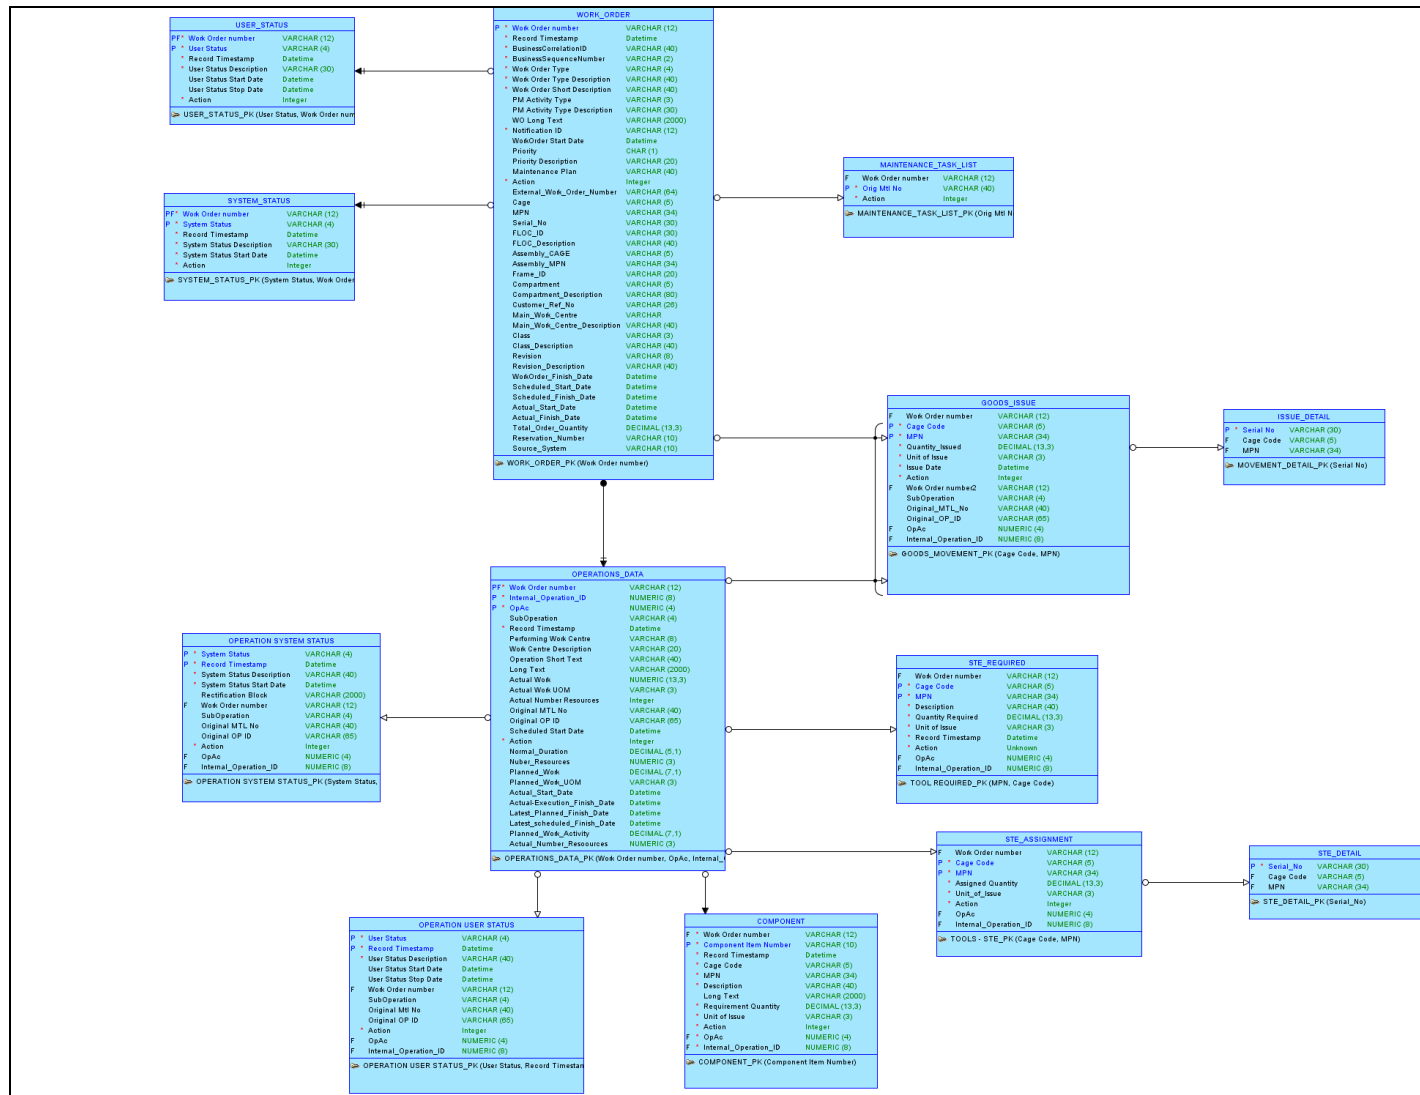 USER_STATUS
PF* Work Order number VARCHAR (12)
P * User Status VARCHAR (4)
* Record Timestamp Datetime
* User Status Description VARCHAR (30)
User Status Start Date Datetime
User Status Stop Date Datetime
* Action Integer
USER_STATUS_PK (User Status, Work Order num
SYSTEM_STATUS
PF* Work Order number VARCHAR (12)
P * System Status VARCHAR (4)
* Record Timestamp Datetime
* System Status Description VARCHAR (30)
* System Status Start Date Datetime
* Action Integer
SYSTEM_STATUS_PK (System Status, Work Order
WORK_ORDER
P * Work Order number VARCHAR (12)
* Record Timestamp Datetime
* BusinessCorrelationID VARCHAR (40)
* BusinessSequenceNumber VARCHAR (2)
* Work Order Type VARCHAR (4)
* Work Order Type Description VARCHAR (40)
* Work Order Short Description VARCHAR (40)
PM Activity Type VARCHAR (3)
PM Activity Type Description VARCHAR (30)
WO Long Text VARCHAR (2000)
* Notification ID VARCHAR (12)
WorkOrder Start Date Datetime
Priority CHAR (1)
Priority Description VARCHAR (20)
Maintenance Plan VARCHAR (40)
* Action Integer
External_Work_Order_Number VARCHAR (64)
Cage VARCHAR (5)
MPN VARCHAR (34)
Serial_No VARCHAR (30)
FLOC_ID VARCHAR (30)
FLOC_Description VARCHAR (40)
Assembly_CAGE VARCHAR (5)
Assembly_MPN VARCHAR (34)
Frame_ID VARCHAR (20)
Compartment VARCHAR (5)
Compartment_Description VARCHAR (80)
Customer_Ref_No VARCHAR (26)
Main_Work_Centre VARCHAR
Main_Work_Centre_Description VARCHAR (40)
Class VARCHAR (3)
Class_Description VARCHAR (40)
Revision VARCHAR (8)
Revision_Description VARCHAR (40)
WorkOrder_Finish_Date Datetime
Scheduled_Start_Date Datetime
Scheduled_Finish_Date Datetime
Actual_Start_Date Datetime
Actual_Finish_Date Datetime
Total_Order_Quantity DECIMAL (13,3)
Reservation_Number VARCHAR (10)
Source_System VARCHAR (10)
WORK_ORDER_PK (Work Order number)
MAINTENANCE_TASK_LIST
F Work Order number VARCHAR (12)
P * Orig Mtl No VARCHAR (40)
* Action Integer
MAINTENANCE_TASK_LIST_PK (Orig Mtl N
GOODS_ISSUE
F Work Order number VARCHAR (12)
P * Cage Code VARCHAR (5)
P * MPN VARCHAR (34)
* Quantity_Issued DECIMAL (13,3)
* Unit of Issue VARCHAR (3)
* Issue Date Datetime
* Action Integer
F Work Order number2 VARCHAR (12)
SubOperation VARCHAR (4)
Original_MTL_No VARCHAR (40)
Original_OP_ID VARCHAR (65)
F OpAc NUMERIC (4)
F Internal_Operation_ID NUMERIC (8)
GOODS_MOVEMENT_PK (Cage Code, MPN)
ISSUE_DETAIL
P * Serial No VARCHAR (30)
F Cage Code VARCHAR (5)
F MPN VARCHAR (34)
MOVEMENT_DETAIL_PK (Serial No)
OPERATIONS_DATA
PF* Work Order number VARCHAR (12)
P * Internal_Operation_ID NUMERIC (8)
P * OpAc NUMERIC (4)
SubOperation VARCHAR (4)
* Record Timestamp Datetime
Performing Work Centre VARCHAR (8)
Work Centre Description VARCHAR (20)
Operation Short Text VARCHAR (40)
Long Text VARCHAR (2000)
Actual Work NUMERIC (13,3)
Actual Work UOM VARCHAR (3)
Actual Number Resources Integer
Original MTL No VARCHAR (40)
Original OP ID VARCHAR (65)
Scheduled Start Date Datetime
* Action Integer
Normal_Duration DECIMAL (5,1)
Nuber_Resources NUMERIC (3)
Planned_Work DECIMAL (7,1)
Planned_Work_UOM VARCHAR (3)
Actual_Start_Date Datetime
Actual-Execution_Finish_Date Datetime
Latest_Planned_Finish_Date Datetime
Latest_scheduled_Finish_Date Datetime
Planned_Work_Activity DECIMAL (7,1)
Actual_Number_Resoources NUMERIC (3)
OPERATIONS_DATA_PK (Work Order number, OpAc, Internal_
OPERATION SYSTEM STATUS
P * System Status VARCHAR (4)
P * Record Timestamp Datetime
* System Status Description VARCHAR (40)
* System Status Start Date Datetime
Rectification Block VARCHAR (2000)
F Work Order number VARCHAR (12)
SubOperation VARCHAR (4)
Original MTL No VARCHAR (40)
Original OP ID VARCHAR (65)
* Action Integer
F OpAc NUMERIC (4)
F Internal_Operation_ID NUMERIC (8)
OPERATION SYSTEM STATUS_PK (System Status,
STE_REQUIRED
F Work Order number VARCHAR (12)
P * Cage Code VARCHAR (5)
P * MPN VARCHAR (34)
* Description VARCHAR (40)
* Quantity Required DECIMAL (13,3)
* Unit of Issue VARCHAR (3)
* Record Timestamp Datetime
* Action Unknown
F OpAc NUMERIC (4)
F Internal_Operation_ID NUMERIC (8)
TOOL REQUIRED_PK (MPN, Cage Code)
STE_ASSIGNMENT
F Work Order number VARCHAR (12)
P * Cage Code VARCHAR (5)
P * MPN VARCHAR (34)
* Assigned Quantity DECIMAL (13,3)
* Unit_of_Issue VARCHAR (3)
* Action Integer
F OpAc NUMERIC (4)
F Internal_Operation_ID NUMERIC (8)
TOOLS - STE_PK (Cage Code, MPN)
STE_DETAIL
P * Serial_No VARCHAR (30)
F Cage Code VARCHAR (5)
F MPN VARCHAR (34)
STE_DETAIL_PK (Serial_No)
OPERATION USER STATUS
P * User Status VARCHAR (4)
P * Record Timestamp Datetime
* User Status Description VARCHAR (40)
User Status Start Date Datetime
User Status Stop Date Datetime
F Work Order number VARCHAR (12)
SubOperation VARCHAR (4)
Original Mtl No VARCHAR (40)
Original OP ID VARCHAR (65)
* Action Integer
F OpAc NUMERIC (4)
F Internal_Operation_ID NUMERIC (8)
OPERATION USER STATUS_PK (User Status, Record Timestan
COMPONENT
F * Work Order number VARCHAR (12)
P * Component Item Number VARCHAR (10)
* Record Timestamp Datetime
* Cage Code VARCHAR (5)
* MPN VARCHAR (34)
* Description VARCHAR (40)
Long Text VARCHAR (2000)
* Requirement Quantity DECIMAL (13,3)
* Unit of Issue VARCHAR (3)
* Action Integer
F * OpAc NUMERIC (4)
F * Internal_Operation_ID NUMERIC (8)
COMPONENT_PK (Component Item Number)